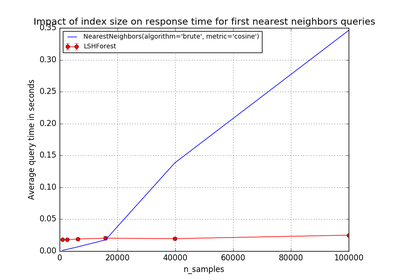 Impact of index size on response time for first nearest neighbors queries
0.35
NearestNeighbors(algorithm='brute', metric='cosine')
LSHForest
0.30
0.25
0.20
0.15
0.10
0.05
0.00
Average query time in seconds
0 20000 40000 60000 80000 100000
n_samples